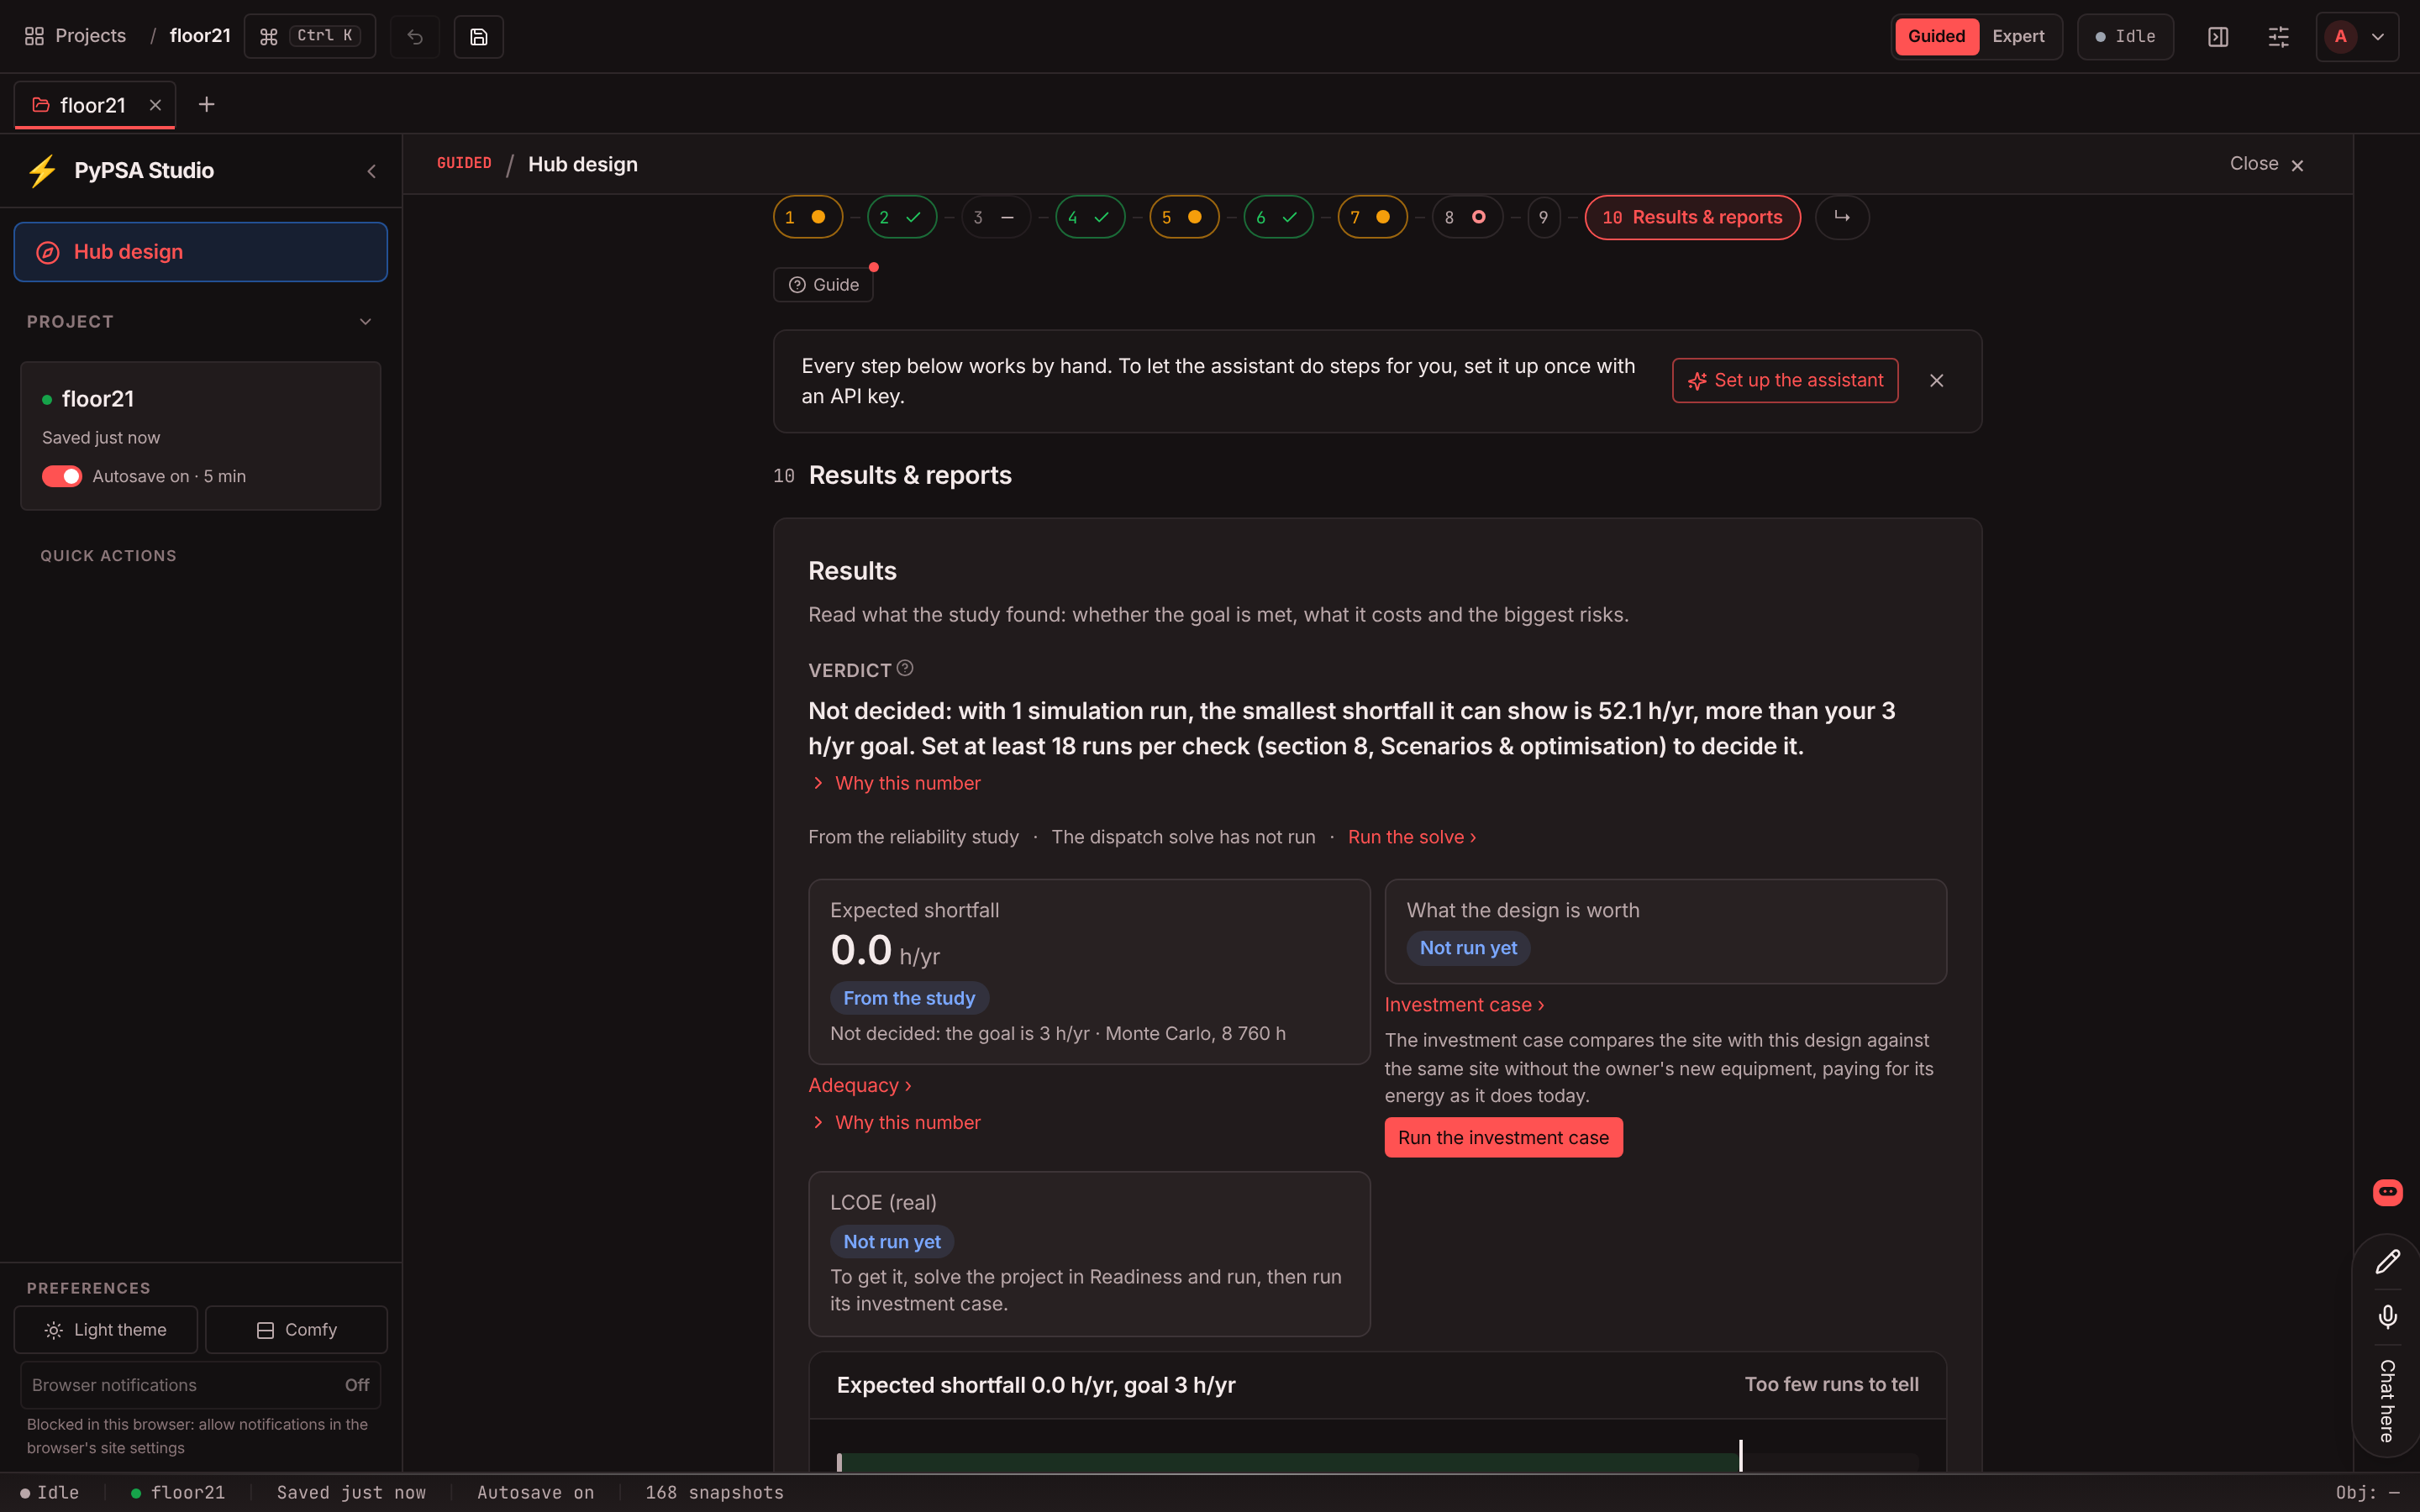 Projects / floor21
Ctrl K
Guided
Expert
Idle
A
floor21
PyPSA Studio
GUIDED / Hub design
Close
Hub design
PROJECT
floor21
Saved just now
Autosave on · 5 min
QUICK ACTIONS
1
2
3
4
5
6
7
8
9
10 Results & reports
Guide
Every step below works by hand. To let the assistant do steps for you, set it up once with
an API key.
Set up the assistant
10 Results & reports
Results
Read what the study found: whether the goal is met, what it costs and the biggest risks.
VERDICT
Not decided: with 1 simulation run, the smallest shortfall it can show is 52.1 h/yr, more than your 3
h/yr goal. Set at least 18 runs per check (section 8, Scenarios & optimisation) to decide it.
Why this number
From the reliability study · The dispatch solve has not run · Run the solve ›
Expected shortfall
0.0 h/yr
From the study
Not decided: the goal is 3 h/yr · Monte Carlo, 8 760 h
Adequacy ›
Why this number
What the design is worth
Not run yet
Investment case ›
The investment case compares the site with this design against
the same site without the owner's new equipment, paying for its
energy as it does today.
Run the investment case
LCOE (real)
Not run yet
To get it, solve the project in Readiness and run, then run
its investment case.
Expected shortfall 0.0 h/yr, goal 3 h/yr
Too few runs to tell
PREFERENCES
Light theme
Comfy
Browser notifications
Off
Blocked in this browser: allow notifications in the
browser's site settings
Chat here
Idle
floor21
Saved just now
Autosave on
168 snapshots
Obj: —